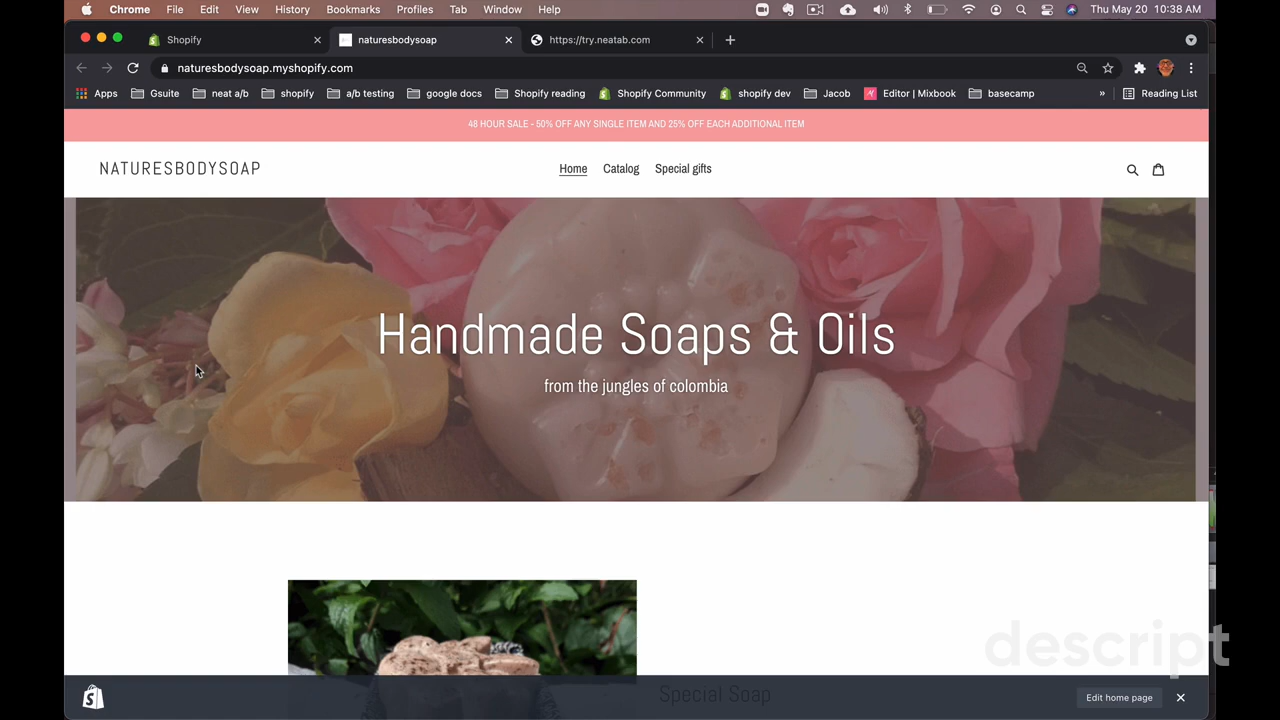 Chrome File Edit View History Bookmarks Profiles Tab Window Help Thu May 20 10:38 AM
Shopify naturesbodysoap https://try.neatab.com
naturesbodysoap.myshopify.com
Apps Gsuite neat a/b shopify a/b testing google docs Shopify reading Shopify Community shopify dev Jacob Editor | Mixbook basecamp » Reading List
48 HOUR SALE - 50% OFF ANY SINGLE ITEM AND 25% OFF EACH ADDITIONAL ITEM
NATURESBODYSOAP Home Catalog Special gifts
Handmade Soaps & Oils
from the jungles of colombia
descript
Special Soap
Edit home page